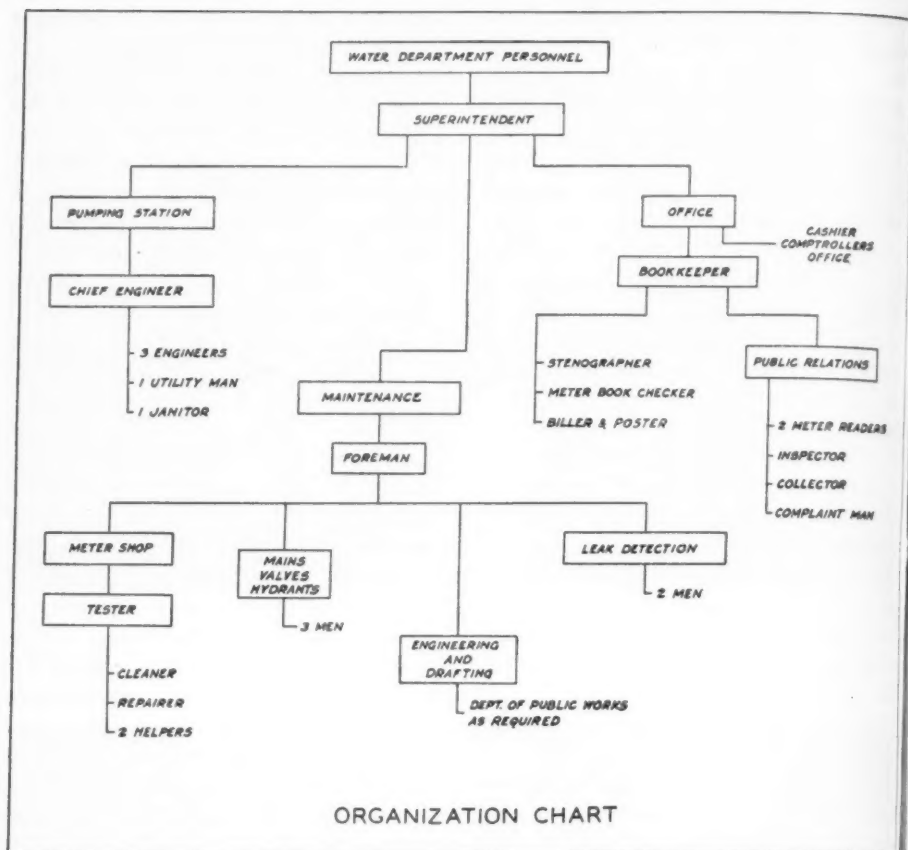 WATER DEPARTMENT PERSONNEL
SUPERINTENDENT
PUMPING STATION
CHIEF ENGINEER
3 ENGINEERS
1 UTILITY MAN
1 JANITOR
OFFICE
CASHIER
COMPTROLLERS
OFFICE
BOOKKEEPER
STENOGRAPHER
METER BOOK CHECKER
BILLER & POSTER
PUBLIC RELATIONS
2 METER READERS
INSPECTOR
COLLECTOR
COMPLAINT MAN
MAINTENANCE
FOREMAN
METER SHOP
TESTER
CLEANER
REPAIRER
2 HELPERS
MAINS
VALVES
HYDRANTS
3 MEN
ENGINEERING
AND
DRAFTING
DEPT. OF PUBLIC WORKS
AS REQUIRED
LEAK DETECTION
2 MEN
ORGANIZATION CHART